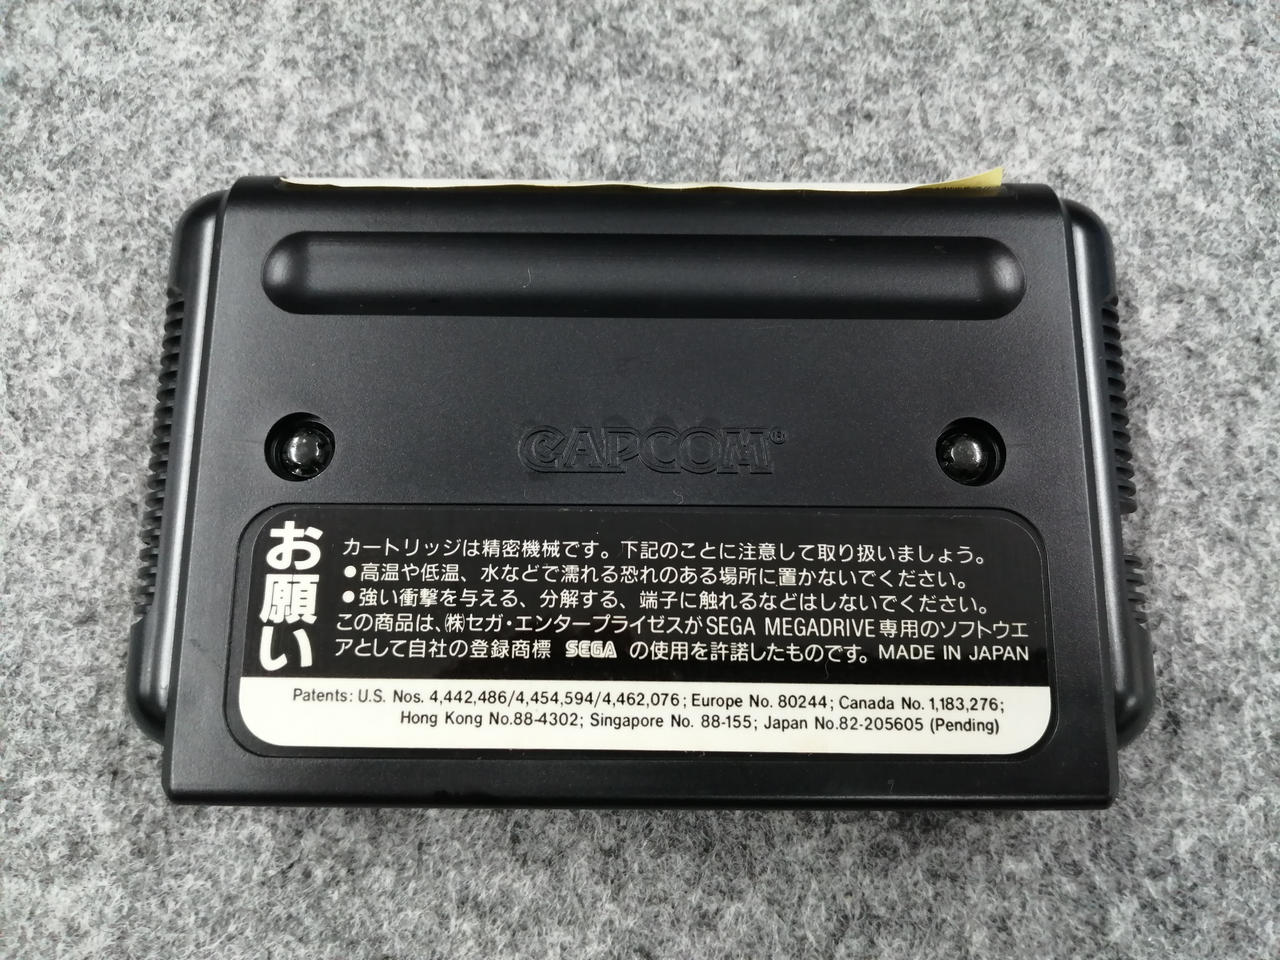 CAPCOM®
お願い
カートリッジは精密機械です。下記のことに注意して取り扱いましょう。
●高温や低温、水などで濡れる恐れのある場所に置かないでください。
●強い衝撃を与える、分解する、端子に触れるなどはしないでください。
この商品は、㈱セガ・エンタープライゼスがSEGA MEGADRIVE専用のソフトウエ
アとして自社の登録商標 SEGA の使用を許諾したものです。MADE IN JAPAN
Patents: U.S. Nos. 4,442,486/4,454,594/4,462,076; Europe No. 80244; Canada No. 1,183,276;
Hong Kong No.88-4302; Singapore No. 88-155; Japan No.82-205605 (Pending)